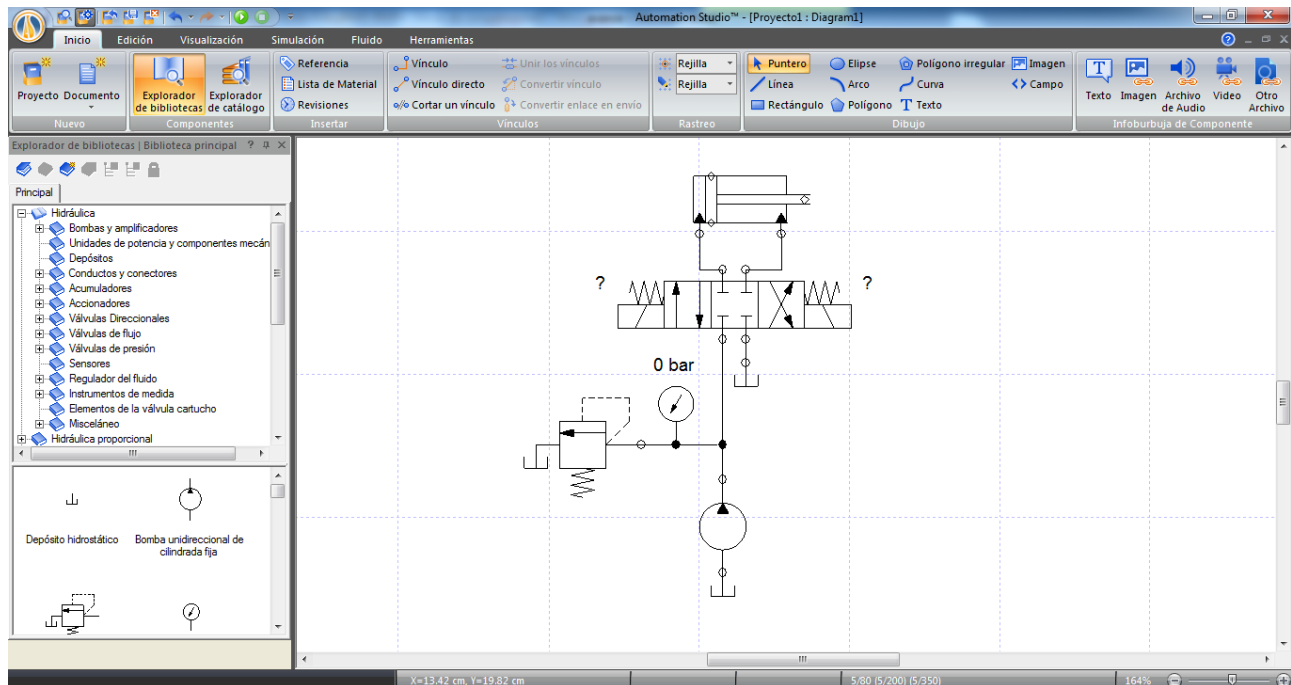 Automation Studio™ - [Proyecto1 : Diagram1]
Inicio Edición Visualización Simulación Fluido Herramientas
Proyecto Documento
Nuevo
Explorador de bibliotecas Explorador de catálogo
Componentes
Referencia
Lista de Material
Revisiones
Insertar
Vínculo Unir los vínculos
Vínculo directo Convertir vínculo
Cortar un vínculo Convertir enlace en envío
Vínculos
Rejilla
Rejilla
Rastreo
Puntero Elipse Polígono irregular Imagen
Línea Arco Curva Campo
Rectángulo Polígono Texto
Dibujo
Texto Imagen Archivo de Audio Video Otro Archivo
Infoburbuja de Componente
Explorador de bibliotecas | Biblioteca principal
Principal
Hidráulica
Bombas y amplificadores
Unidades de potencia y componentes mecán
Depósitos
Conductos y conectores
Acumuladores
Accionadores
Válvulas Direccionales
Válvulas de flujo
Válvulas de presión
Sensores
Regulador del fluido
Instrumentos de medida
Elementos de la válvula cartucho
Misceláneo
Hidráulica proporcional
Depósito hidrostático
Bomba unidireccional de
cilindrada fija
? ?
0 bar
X=13.42 cm, Y=19.82 cm 5/80 (5/200) (5/350) 164%